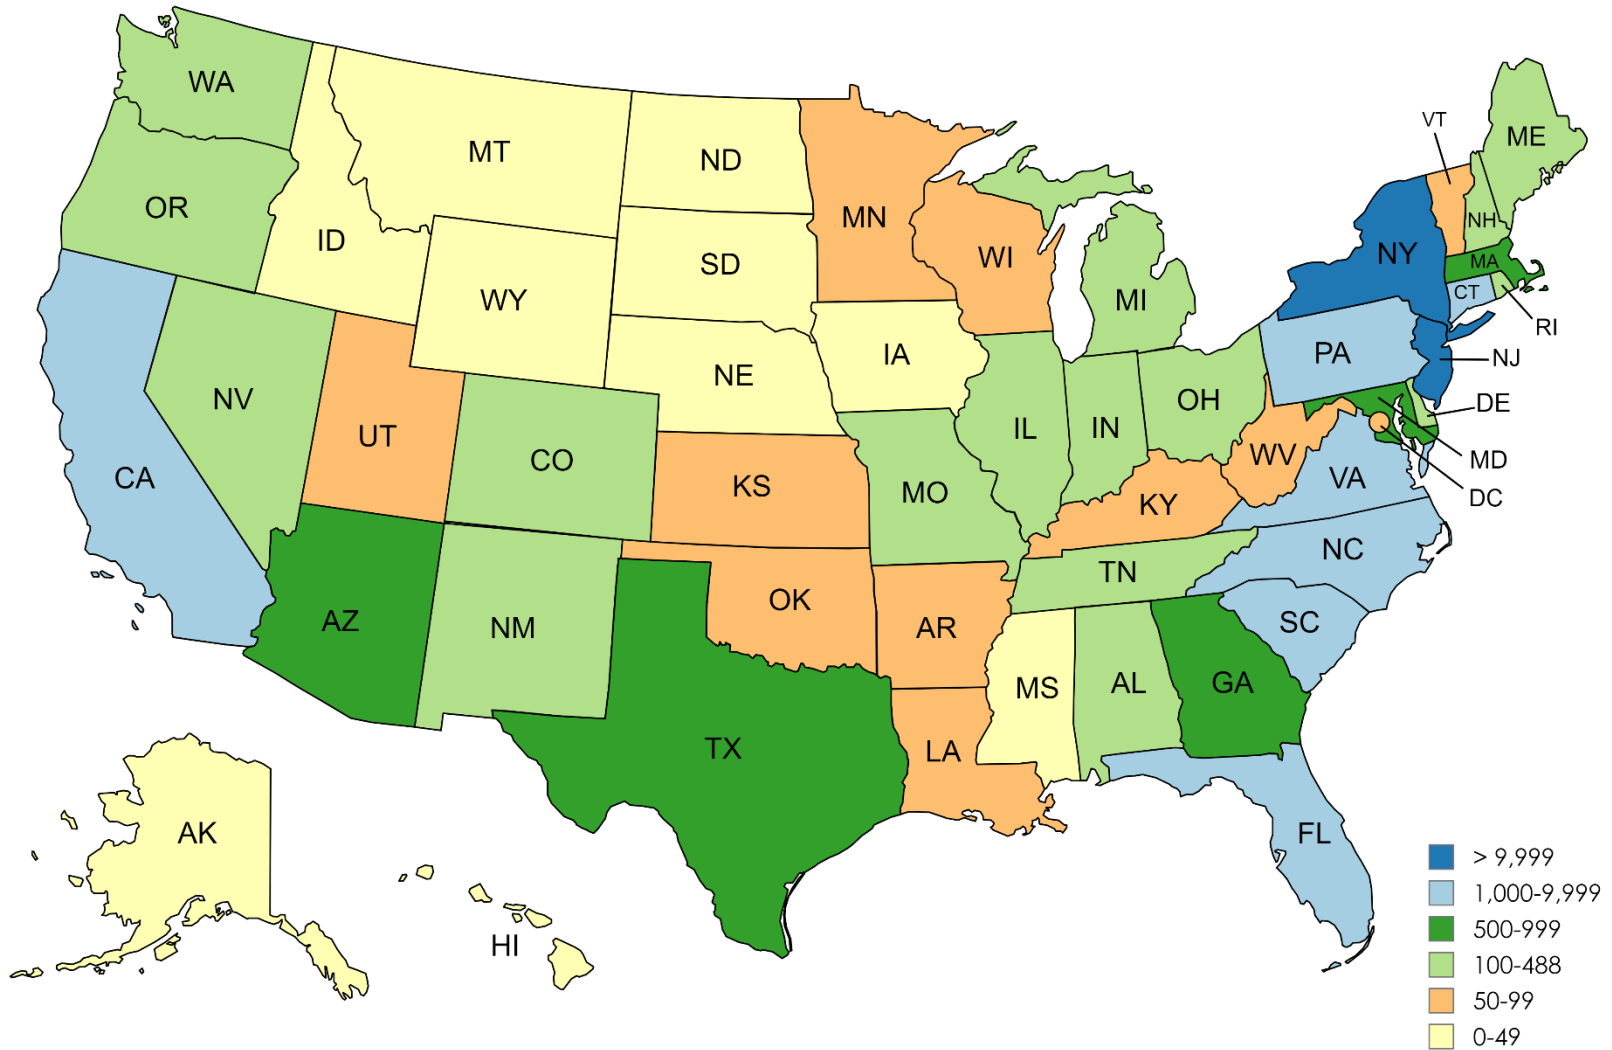 WA
MT
ND
VT
ME
OR
ID
MN
NH
SD
WI
NY
MA
WY
MI
CT
RI
IA
PA
NJ
NE
NV
OH
DE
UT
IL
IN
CO
WV
MD
CA
KS
MO
VA
DC
KY
NC
TN
OK
AZ
NM
AR
SC
MS
AL
GA
TX
LA
AK
FL
HI
> 9,999
1,000-9,999
500-999
100-488
50-99
0-49